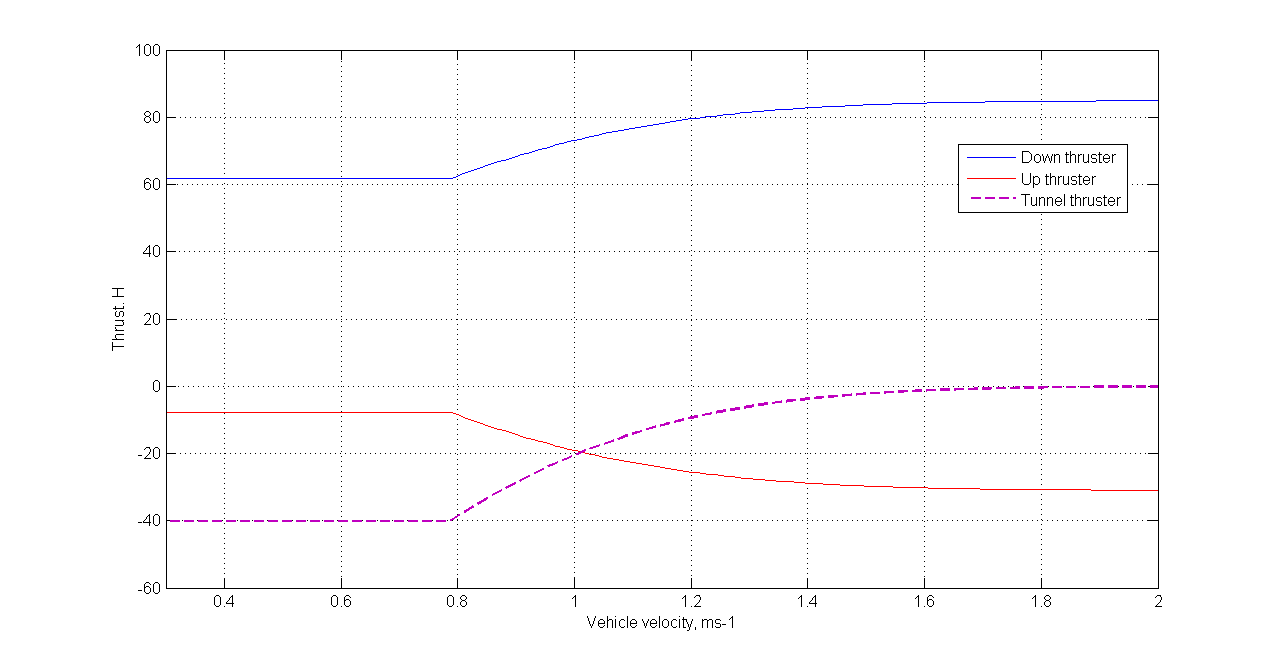 100
80
60
40
20
0
-20
-40
-60
Thrust. H
Down thruster
Up thruster
Tunnel thruster
0.4 0.6 0.8 1 1.2 1.4 1.6 1.8 2
Vehicle velocity, ms-1